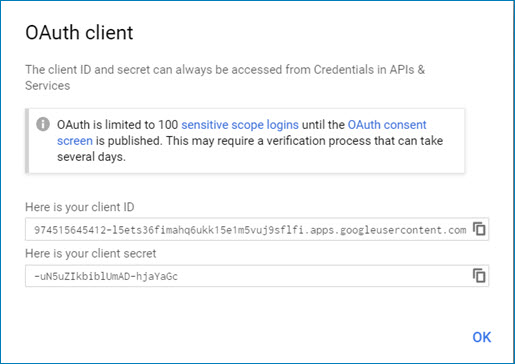 OAuth client
The client ID and secret can always be accessed from Credentials in APIs &
Services
OAuth is limited to 100 sensitive scope logins until the OAuth consent
screen is published. This may require a verification process that can take
several days.
Here is your client ID
974515645412-l5ets36fimahq6ukk15e1m5vuj9sflfi.apps.googleusercontent.com
Here is your client secret
-uN5uZIkbiblUmAD-hjaYaGc
OK